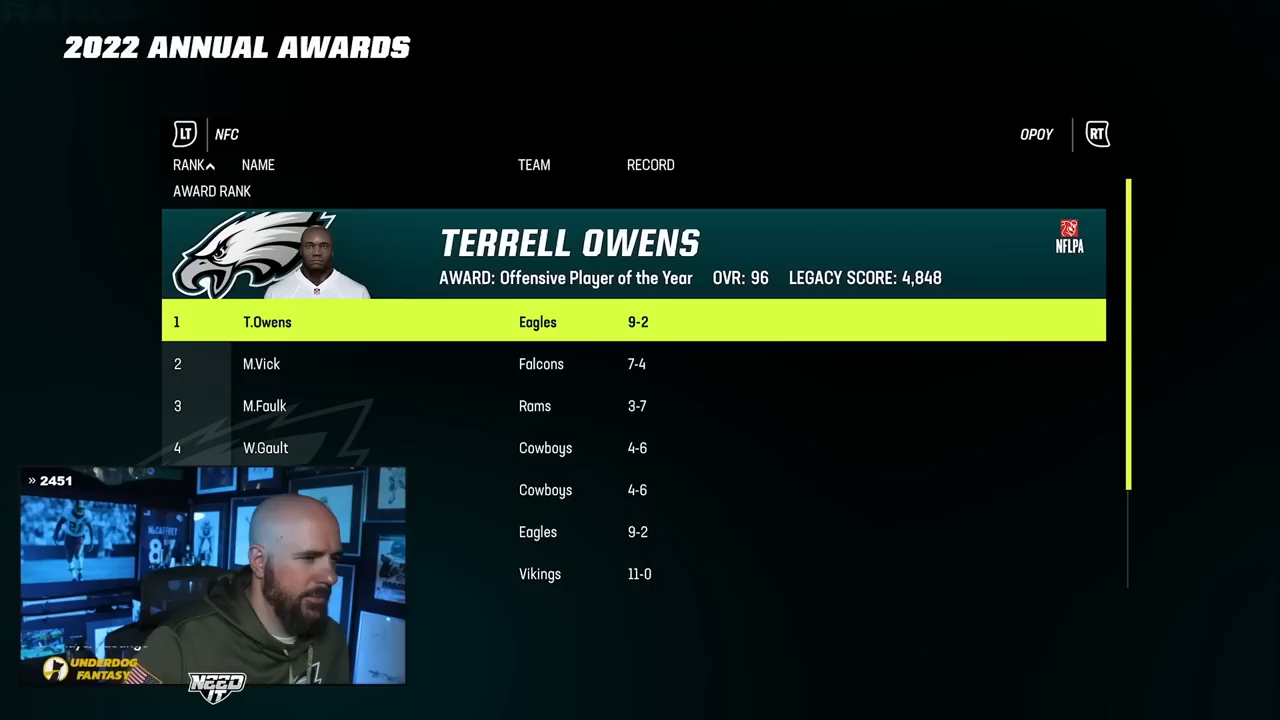 2022 ANNUAL AWARDS
LT NFC OPOY RT
RANK NAME TEAM RECORD
AWARD RANK
TERRELL OWENS
NFLPA
AWARD: Offensive Player of the Year OVR: 96 LEGACY SCORE: 4,848
1 T.Owens Eagles 9-2
2 M.Vick Falcons 7-4
3 M.Faulk Rams 3-7
4 W.Gault Cowboys 4-6
Cowboys 4-6
Eagles 9-2
Vikings 11-0
» 2451
McCAFFREY
UNDERDOG
FANTASY
NEED
IT